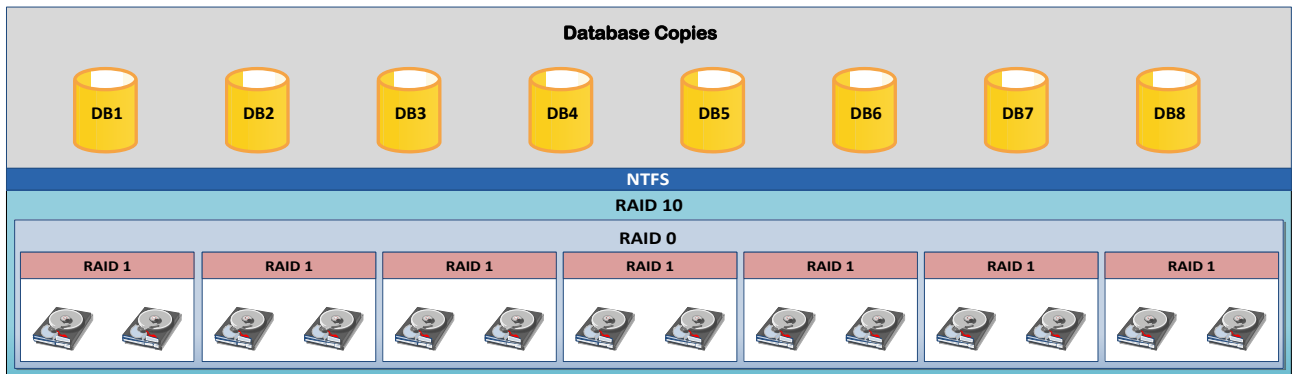 Database Copies
DB1 DB2 DB3 DB4 DB5 DB6 DB7 DB8
NTFS
RAID 10
RAID 0
RAID 1 RAID 1 RAID 1 RAID 1 RAID 1 RAID 1 RAID 1